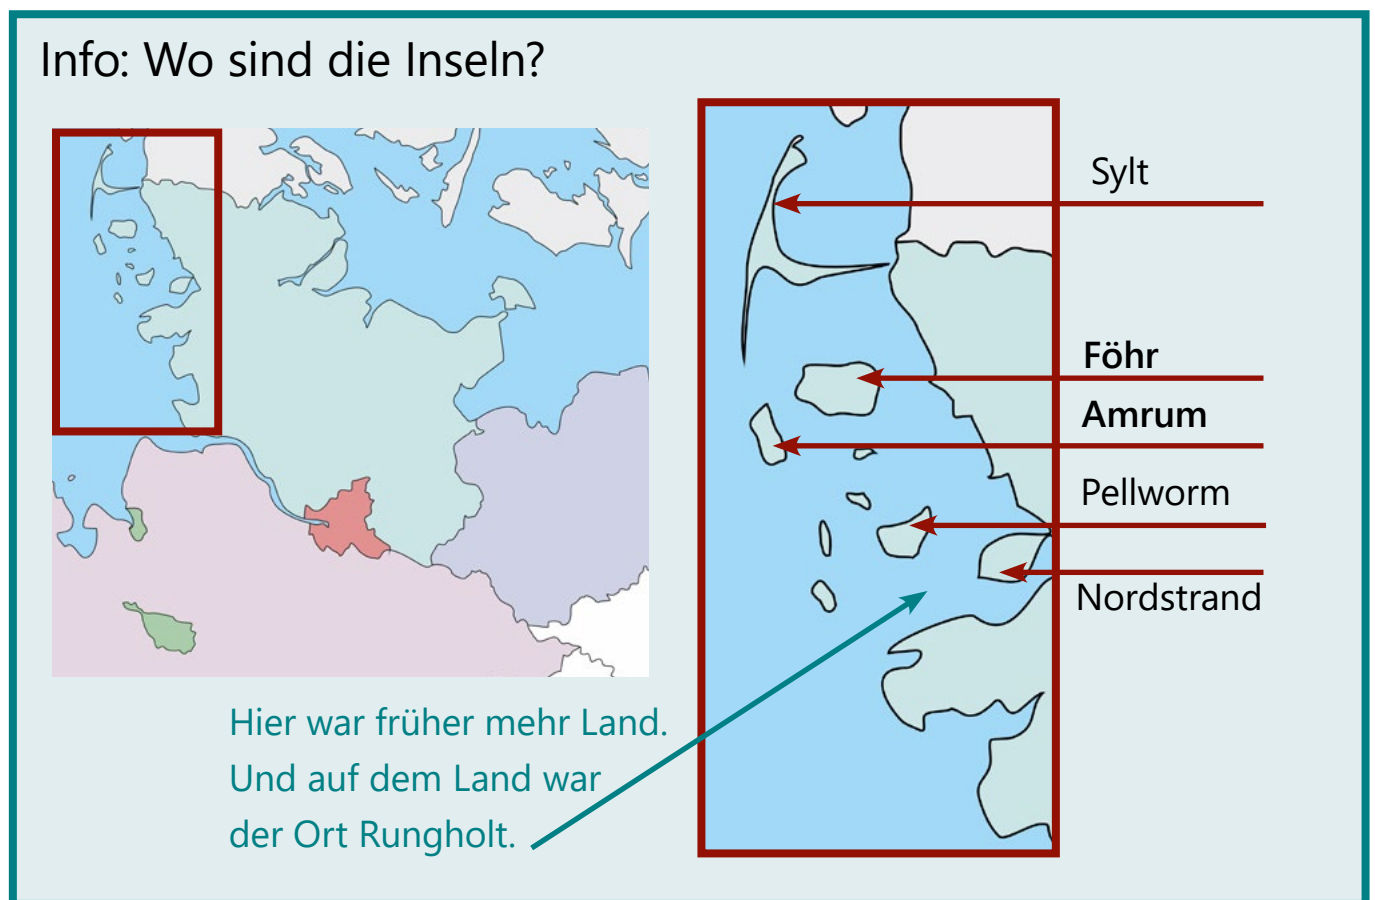 Info: Wo sind die Inseln?
Sylt
Föhr
Amrum
Pellworm
Nordstrand
Hier war früher mehr Land.
Und auf dem Land war
der Ort Rungholt.